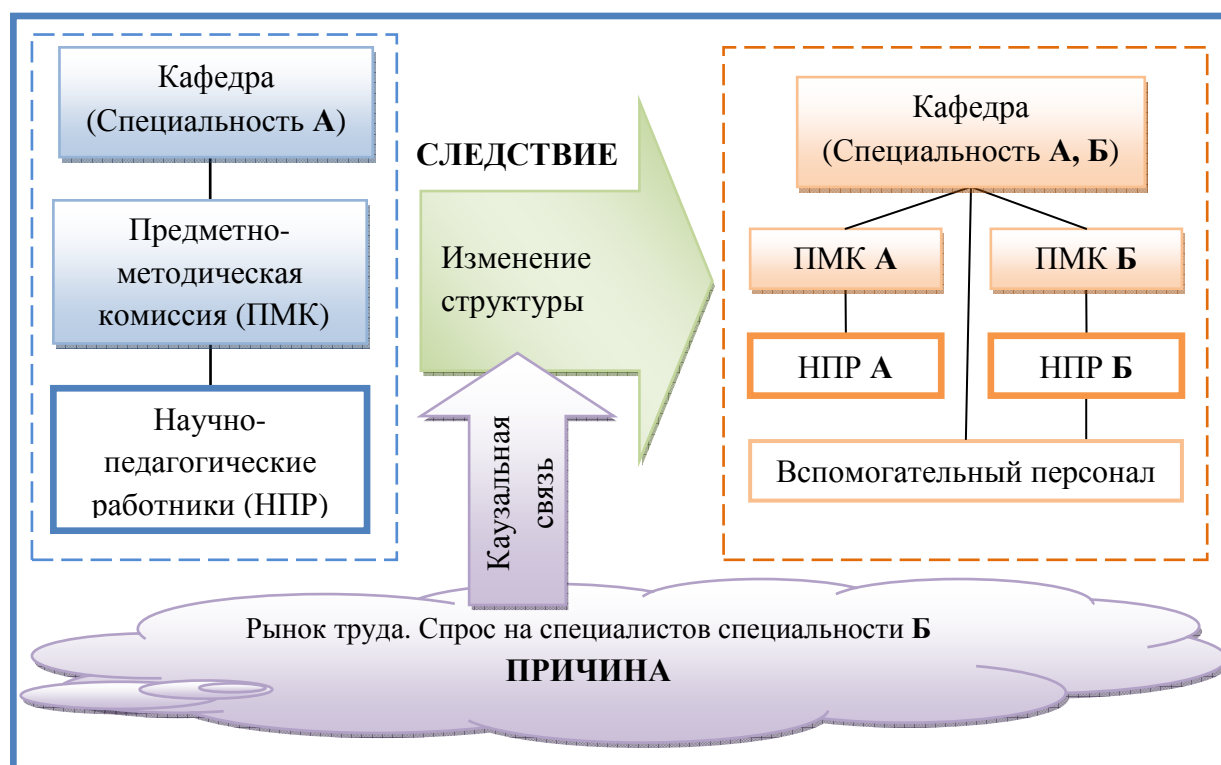 Кафедра
(Специальность А)
Предметно-
методическая
комиссия (ПМК)
Научно-
педагогические
работники (НПР)
СЛЕДСТВИЕ
Изменение
структуры
Каузальная
связь
Кафедра
(Специальность А, Б)
ПМК А
ПМК Б
НПР А
НПР Б
Вспомогательный персонал
Рынок труда. Спрос на специалистов специальности Б
ПРИЧИНА